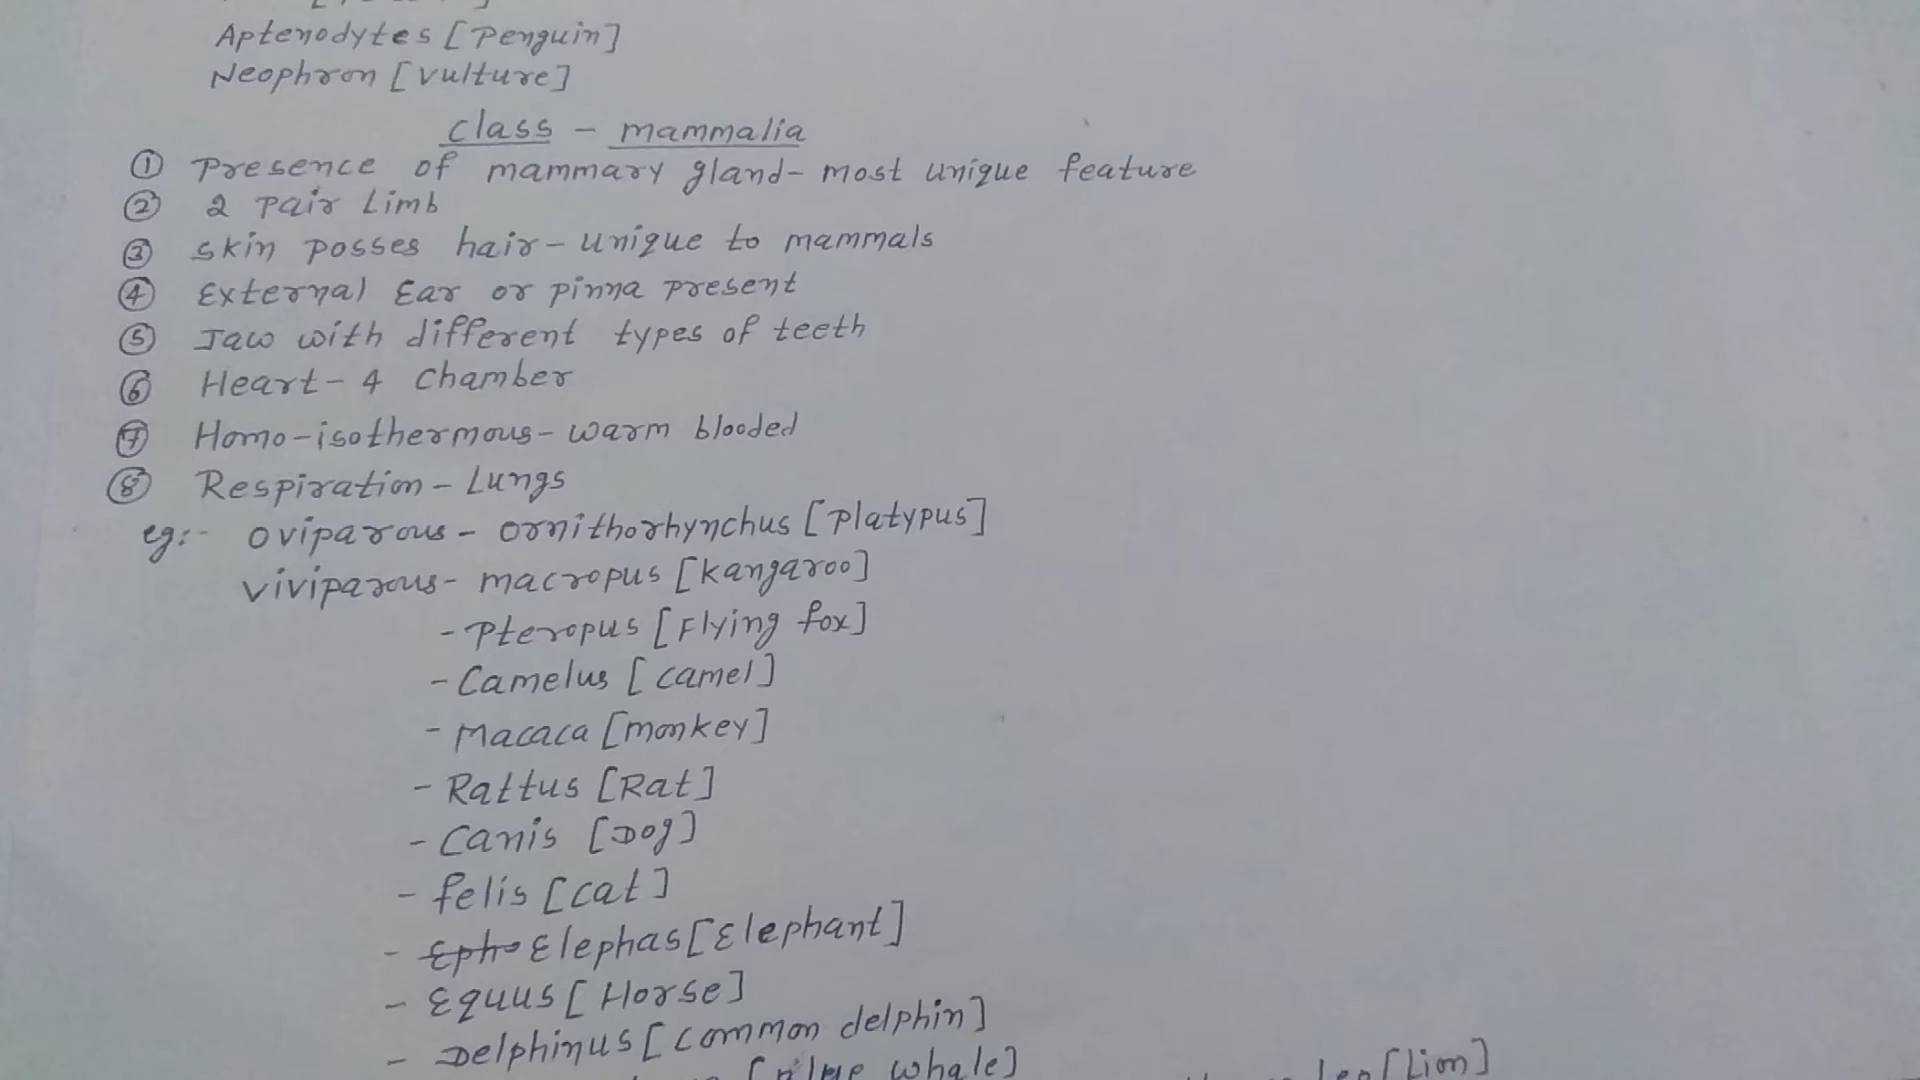 Aptenodytes [Penguin]
Neophron [vulture]
class - mammalia
① Presence of mammary gland- most unique feature
② 2 Pair Limb
③ skin posses hair - unique to mammals
④ External Ear or pinna present
⑤ Jaw with different types of teeth
⑥ Heart - 4 chamber
⑦ Homo-isothermous - warm blooded
⑧ Respiration - Lungs
eg:- oviparous - ornithorhynchus [platypus]
viviparous - macropus [kangaroo]
- Pteropus [Flying fox]
- Camelus [camel]
- Macaca [monkey]
- Rattus [Rat]
- Canis [Dog]
- felis [cat]
- Elephas [Elephant]
- Equus [Horse]
- Delphinus [common delphin]
whale] leo [Lion]